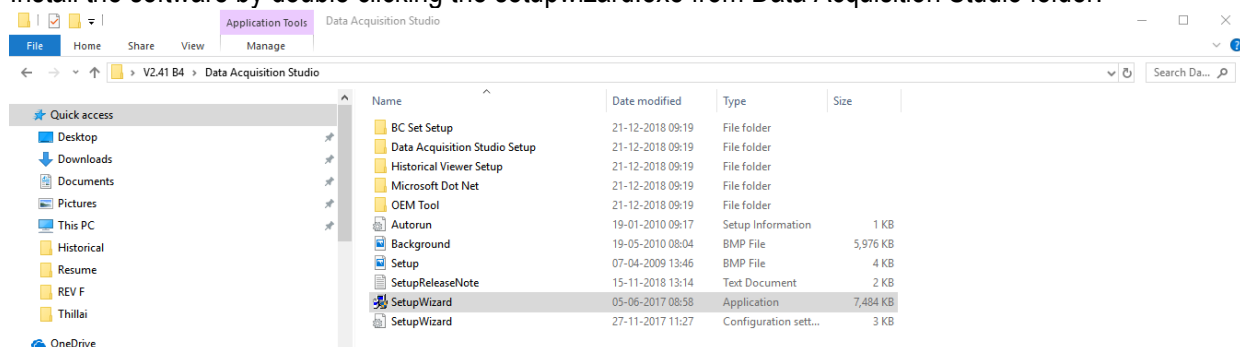 Install the software by double clicking the setupwizard.exe from Data Acquisition Studio folder.
Application Tools Data Acquisition Studio
File Home Share View Manage
V2.41 B4 > Data Acquisition Studio Search Da...
Name Date modified Type Size
Quick access
BC Set Setup 21-12-2018 09:19 File folder
Desktop
Data Acquisition Studio Setup 21-12-2018 09:19 File folder
Downloads
Historical Viewer Setup 21-12-2018 09:19 File folder
Documents
Microsoft Dot Net 21-12-2018 09:19 File folder
Pictures
OEM Tool 21-12-2018 09:19 File folder
This PC
Autorun 19-01-2010 09:17 Setup Information 1 KB
Historical
Background 19-05-2010 08:04 BMP File 5,976 KB
Setup 07-04-2009 13:46 BMP File 4 KB
Resume
SetupReleaseNote 15-11-2018 13:14 Text Document 2 KB
REV F
SetupWizard 05-06-2017 08:58 Application 7,484 KB
Thillai
SetupWizard 27-11-2017 11:27 Configuration sett... 3 KB
OneDrive